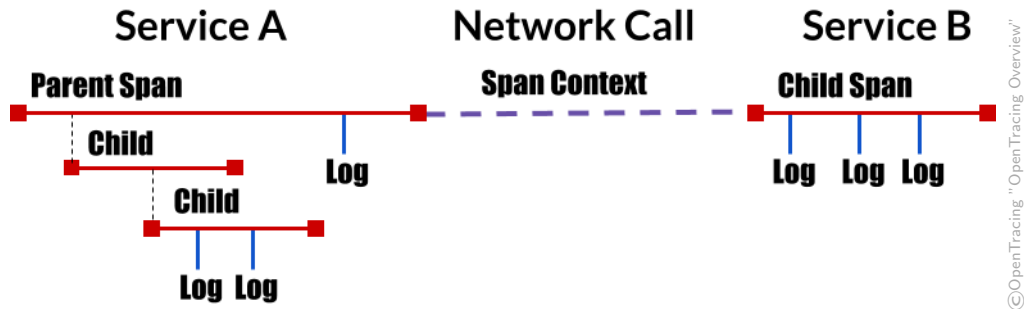 Service A
Network Call
Service B
Parent Span
Span Context
Child Span
Child
Log
Log
Log
Log
Child
Log
Log
©OpenTracing "OpenTracing Overview"